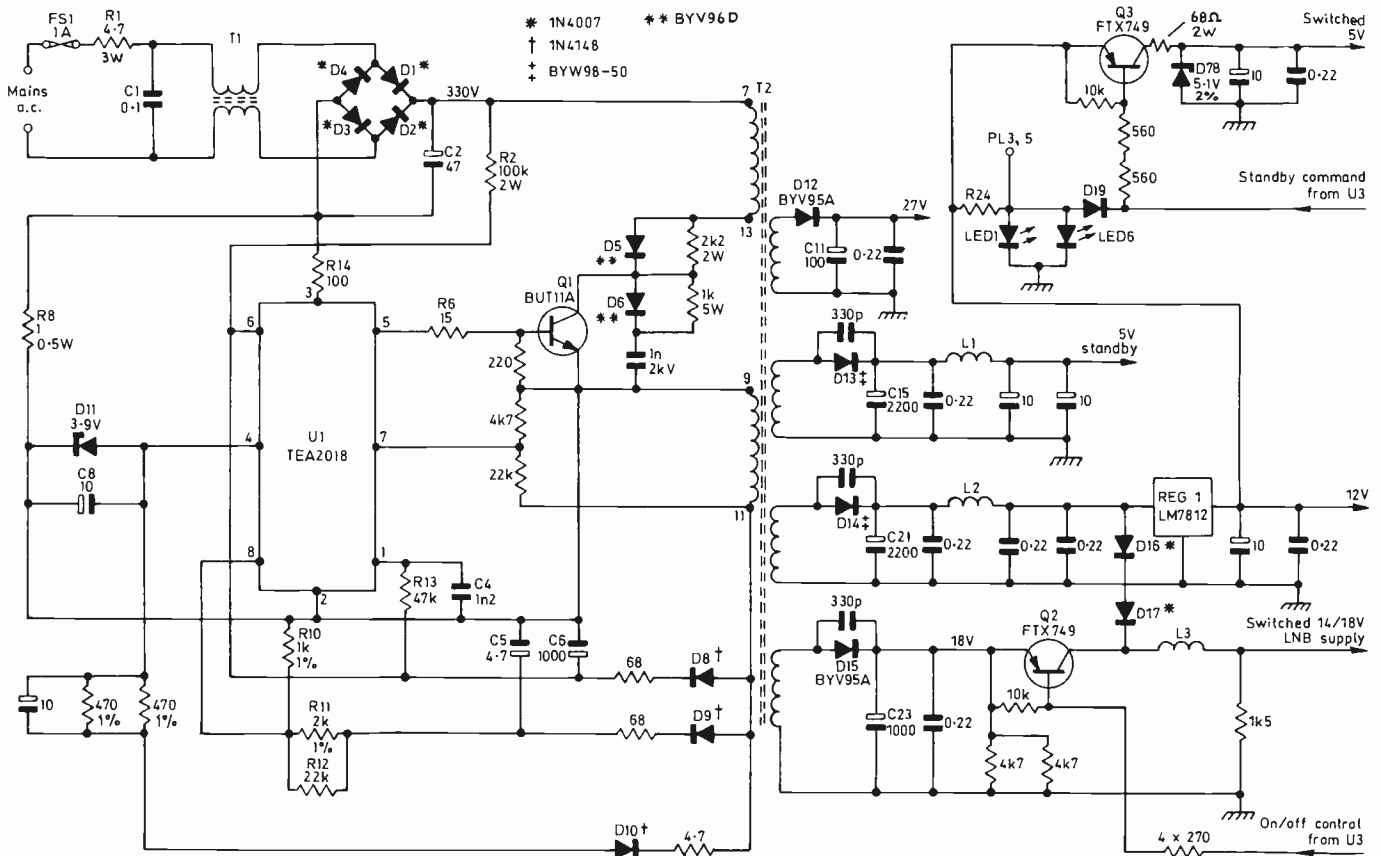 FS1
1A
R1
4·7
3W
T1
Mains
a.c.
C1
0·1
* 1N4007
** BYV96D
† 1N4148
‡ BYW98-50
*D4
D1*
*D3
D2*
330V
C2
47
R2
100k
2W
7
T2
13
D5
**
2k2
2W
D6
**
1k
5W
1n
2kV
Q1
BUT11A
R14
100
3
R8
1
0·5W
6
5
R6
15
220
4k7
22k
9
11
D11
3·9V
C8
10
4
U1
TEA2018
7
8
1
2
R13
47k
C4
1n2
R10
1k
1%
C5
4·7
C6
1000
68
D8†
68
D9†
R11
2k
1%
R12
22k
10
470
1%
470
1%
D10†
4·7
D12
BYV95A
27V
C11
100
0·22
330p
D13‡
C15
2200
0·22
L1
10
10
5V
standby
330p
D14‡
C21
2200
0·22
L2
0·22
0·22
D16*
REG 1
LM7812
12V
10
0·22
D17*
330p
D15
BYV95A
18V
C23
1000
0·22
Q2
FTX749
10k
4k7
4k7
L3
Switched 14/18V
LNB supply
1k5
4 x 270
On/off control
from U3
Q3
FTX749
68Ω
2W
Switched
5V
D78
5·1V
2%
10
0·22
10k
560
560
PL3, 5
R24
D19
LED1
LED6
Standby command
from U3